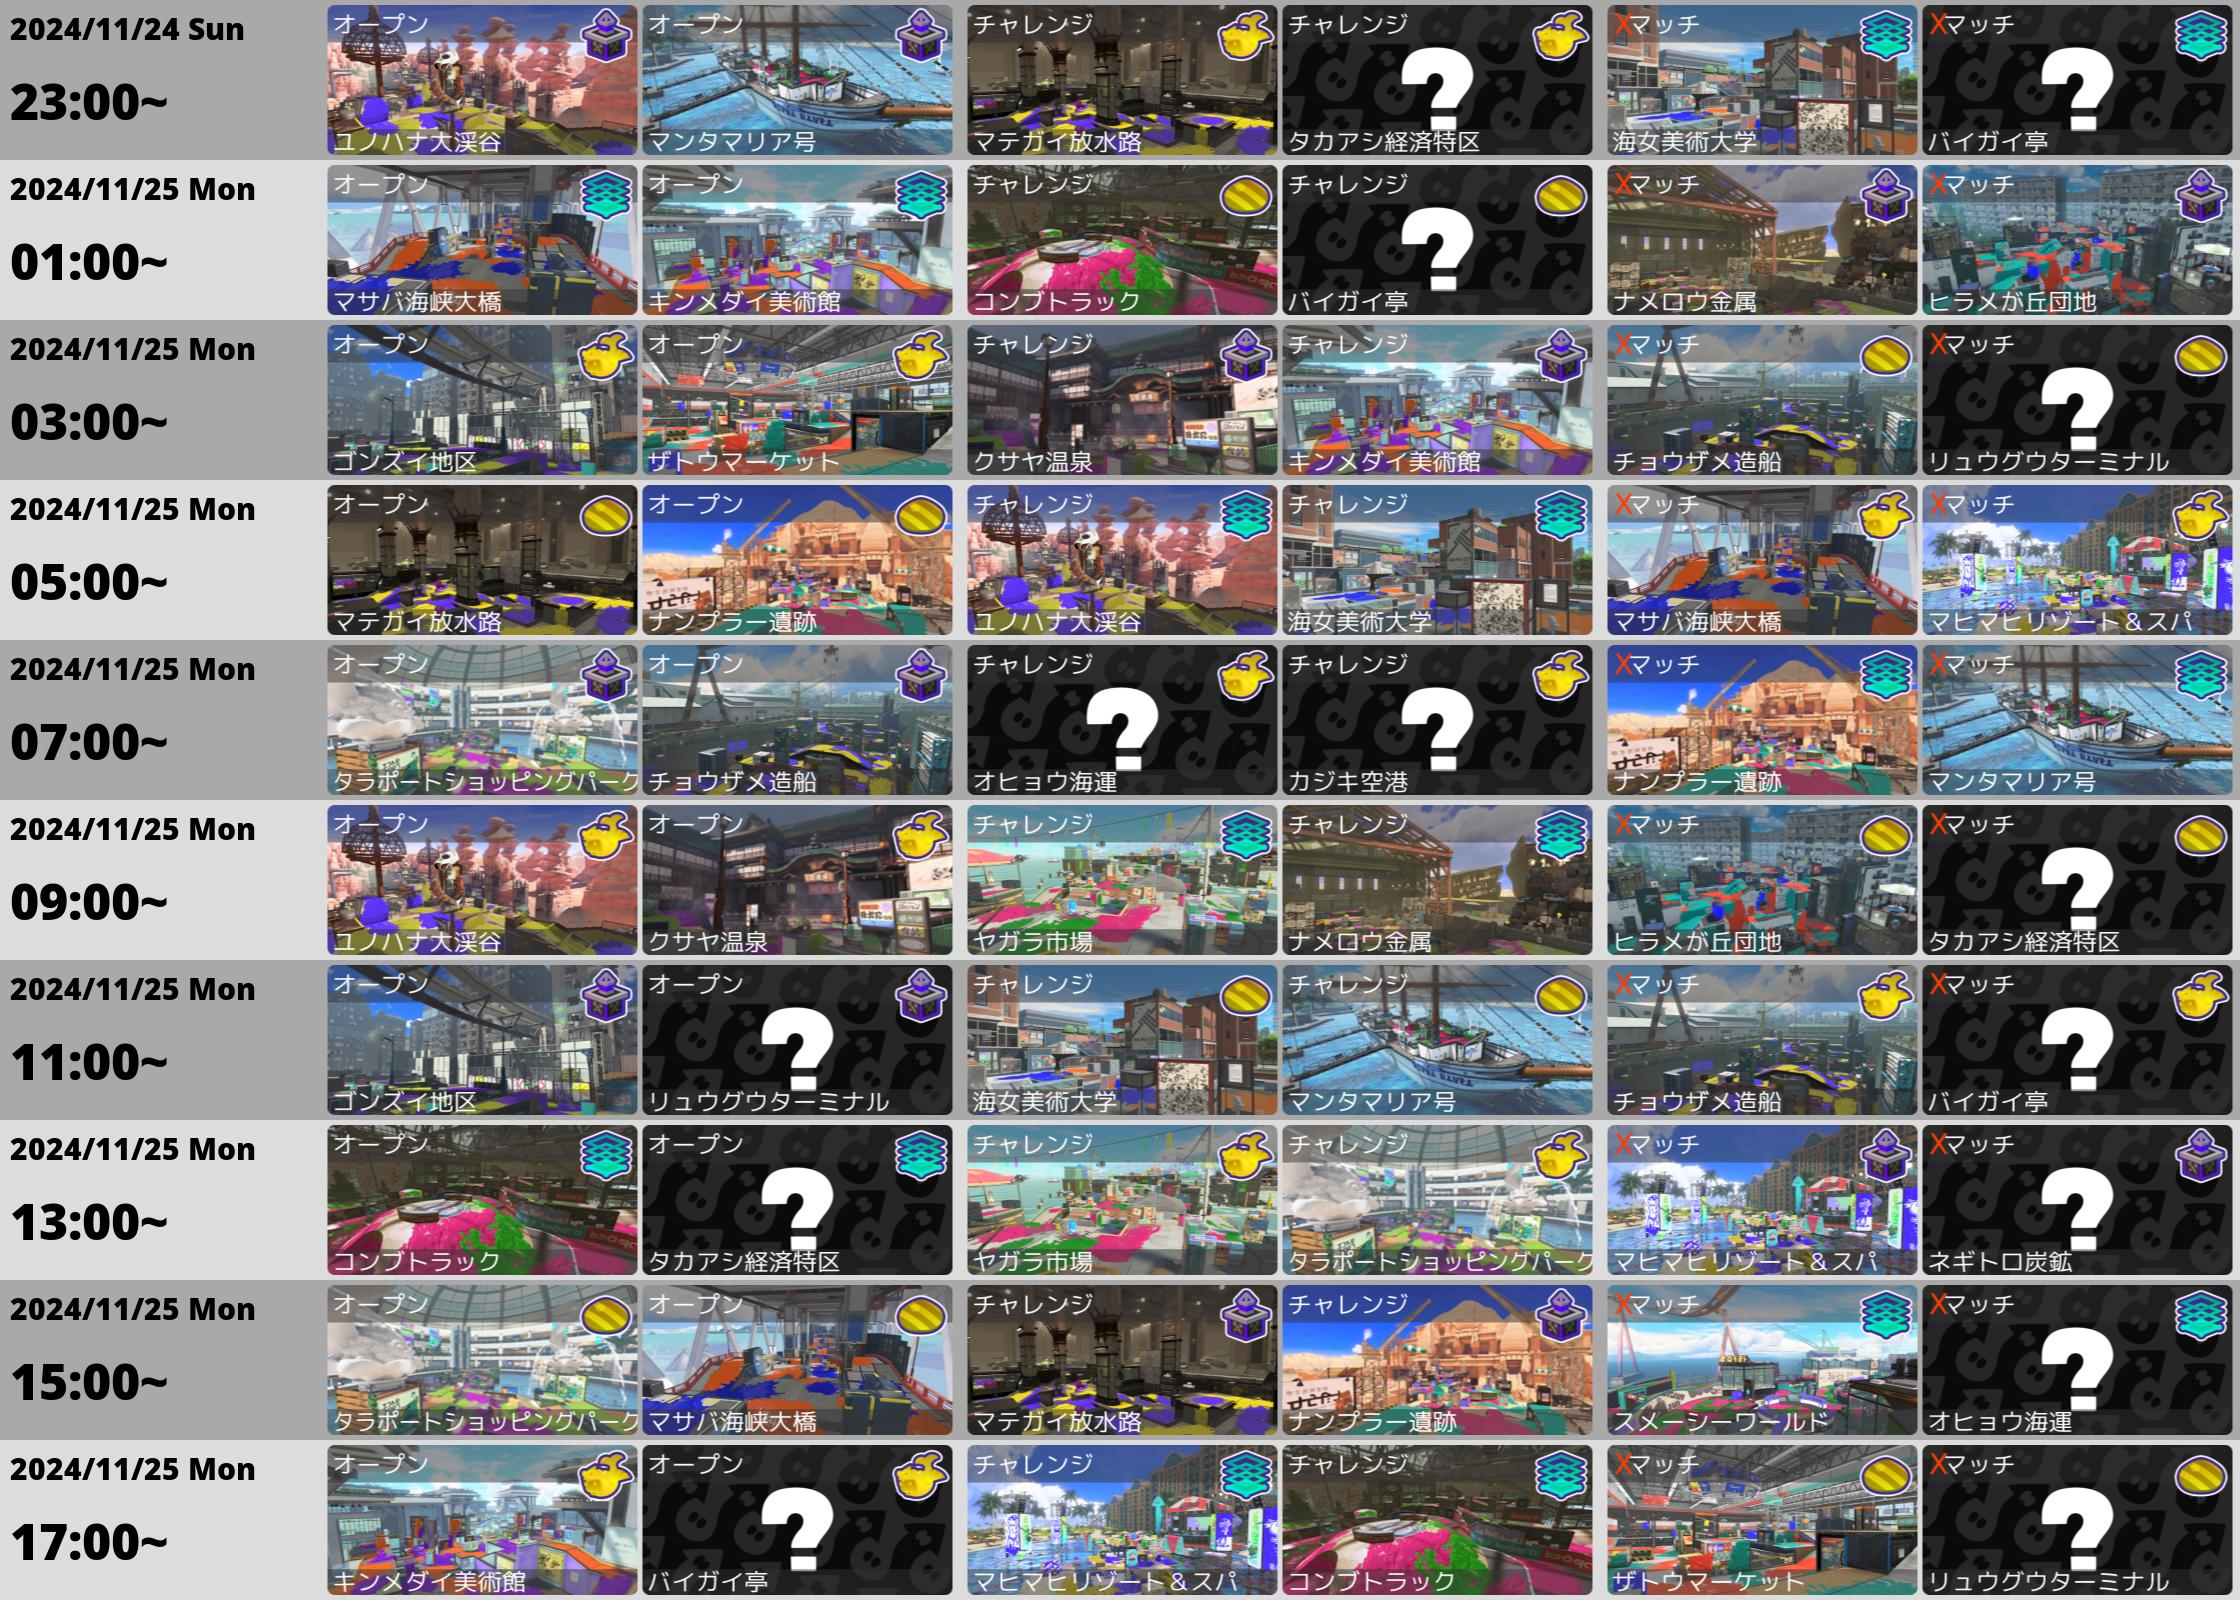 2024/11/24 Sun
23:00~
オープン
ユノハナ大渓谷
オープン
マンタマリア号
チャレンジ
マテガイ放水路
チャレンジ
タカアシ経済特区
Xマッチ
海女美術大学
Xマッチ
バイガイ亭
2024/11/25 Mon
01:00~
オープン
マサバ海峡大橋
オープン
キンメダイ美術館
チャレンジ
コンブトラック
チャレンジ
バイガイ亭
Xマッチ
ナメロウ金属
Xマッチ
ヒラメが丘団地
2024/11/25 Mon
03:00~
オープン
ゴンズイ地区
オープン
ザトウマーケット
チャレンジ
クサヤ温泉
チャレンジ
キンメダイ美術館
Xマッチ
チョウザメ造船
Xマッチ
リュウグウターミナル
2024/11/25 Mon
05:00~
オープン
マテガイ放水路
オープン
ナンプラー遺跡
チャレンジ
ユノハナ大渓谷
チャレンジ
海女美術大学
Xマッチ
マサバ海峡大橋
Xマッチ
マヒマヒリゾート＆スパ
2024/11/25 Mon
07:00~
オープン
タラポートショッピングパーク
オープン
チョウザメ造船
チャレンジ
オヒョウ海運
チャレンジ
カジキ空港
Xマッチ
ナンプラー遺跡
Xマッチ
マンタマリア号
2024/11/25 Mon
09:00~
オープン
ユノハナ大渓谷
オープン
クサヤ温泉
チャレンジ
ヤガラ市場
チャレンジ
ナメロウ金属
Xマッチ
ヒラメが丘団地
Xマッチ
タカアシ経済特区
2024/11/25 Mon
11:00~
オープン
ゴンズイ地区
オープン
リュウグウターミナル
チャレンジ
海女美術大学
チャレンジ
マンタマリア号
Xマッチ
チョウザメ造船
Xマッチ
バイガイ亭
2024/11/25 Mon
13:00~
オープン
コンブトラック
オープン
タカアシ経済特区
チャレンジ
ヤガラ市場
チャレンジ
タラポートショッピングパーク
Xマッチ
マヒマヒリゾート＆スパ
Xマッチ
ネギトロ炭鉱
2024/11/25 Mon
15:00~
オープン
タラポートショッピングパーク
オープン
マサバ海峡大橋
チャレンジ
マテガイ放水路
チャレンジ
ナンプラー遺跡
Xマッチ
スメーシーワールド
Xマッチ
オヒョウ海運
2024/11/25 Mon
17:00~
オープン
キンメダイ美術館
オープン
バイガイ亭
チャレンジ
マヒマヒリゾート＆スパ
チャレンジ
コンブトラック
Xマッチ
ザトウマーケット
Xマッチ
リュウグウターミナル